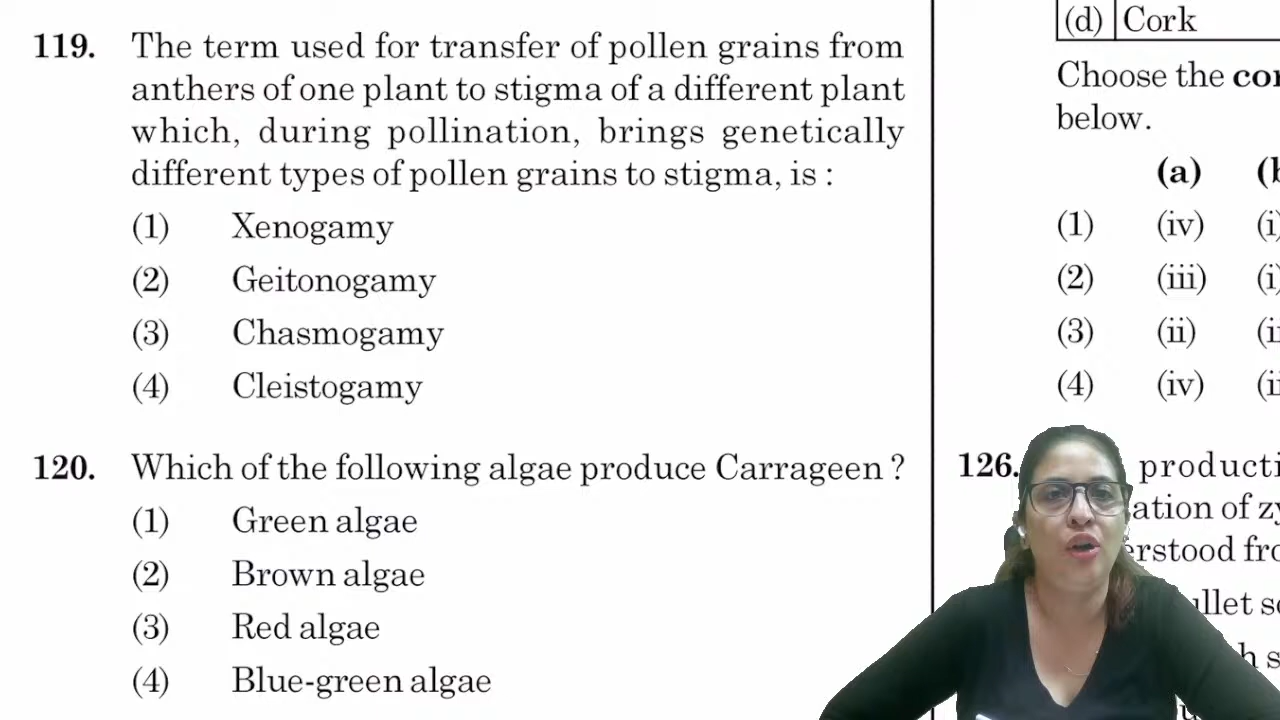 119. The term used for transfer of pollen grains from
anthers of one plant to stigma of a different plant
which, during pollination, brings genetically
different types of pollen grains to stigma, is :
(1) Xenogamy
(2) Geitonogamy
(3) Chasmogamy
(4) Cleistogamy
120. Which of the following algae produce Carrageen ?
(1) Green algae
(2) Brown algae
(3) Red algae
(4) Blue-green algae
(d) Cork
Choose the
below.
(a)
(1) (iv) (i)
(2) (iii) (i)
(3) (ii)
(4) (iv)
126.